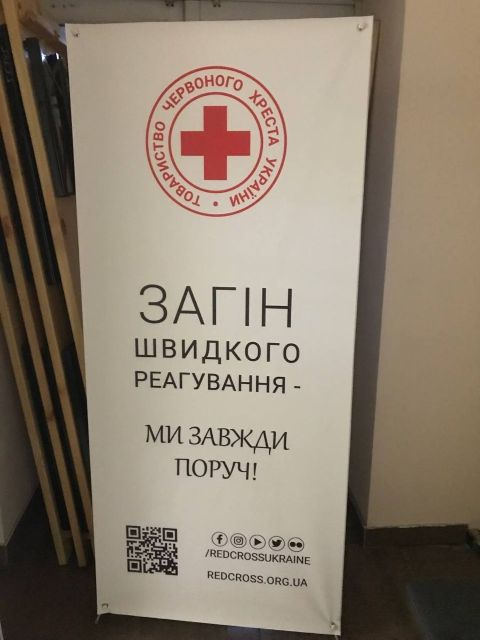 ТОВАРИСТВО ЧЕРВОНОГО ХРЕСТА УКРАЇНИ •
ЗАГІН
ШВИДКОГО
РЕАГУВАННЯ -
МИ ЗАВЖДИ
ПОРУЧ!
/REDCROSSUKRAINE
REDCROSS.ORG.UA